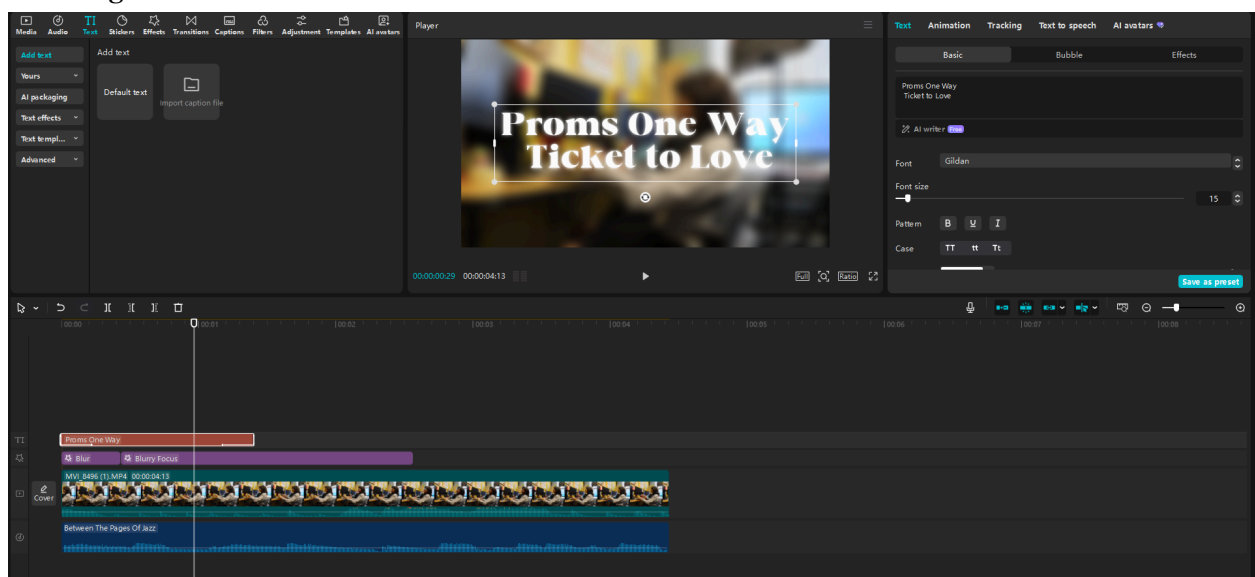 Media Audio Text Stickers Effects Transitions Captions Filters Adjustment Templates AI avatars
Add text
Yours
AI packaging
Text effects
Text templ...
Advanced
Add text
Default text
Import caption file
Player
Proms One Way
Ticket to Love
00:00:00:29 00:00:04:13
Full Ratio
Text Animation Tracking Text to speech AI avatars
Basic Bubble Effects
Proms One Way
Ticket to Love
AI writer Free
Font Gildan
Font size
15
Pattern B U I
Case TT tt Tt
Save as preset
00:00 00:01 00:02 00:03 00:04 00:05 00:06 00:07 00:08
TI Proms One Way
Blur Blurry Focus
MVI_8496 (1).MP4 00:00:04:13
Cover
Between The Pages Of Jazz